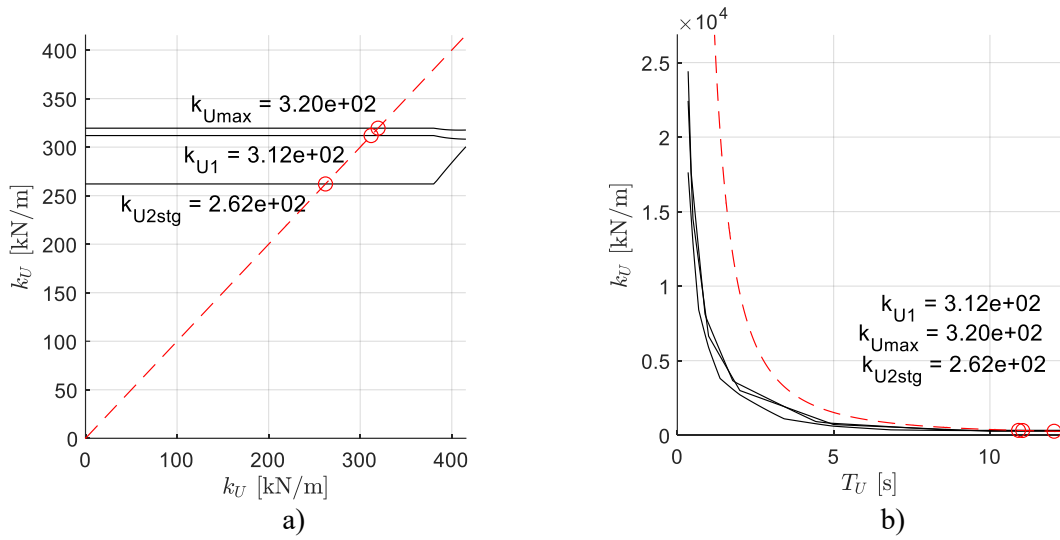 400
350
300
250
200
150
100
50
0
k_U [kN/m]
k_Umax = 3.20e+02
k_U1 = 3.12e+02
k_U2stg = 2.62e+02
0 100 200 300 400
k_U [kN/m]
a)
×10^4
2.5
2
1.5
1
0.5
0
k_U [kN/m]
k_U1 = 3.12e+02
k_Umax = 3.20e+02
k_U2stg = 2.62e+02
0 5 10
T_U [s]
b)